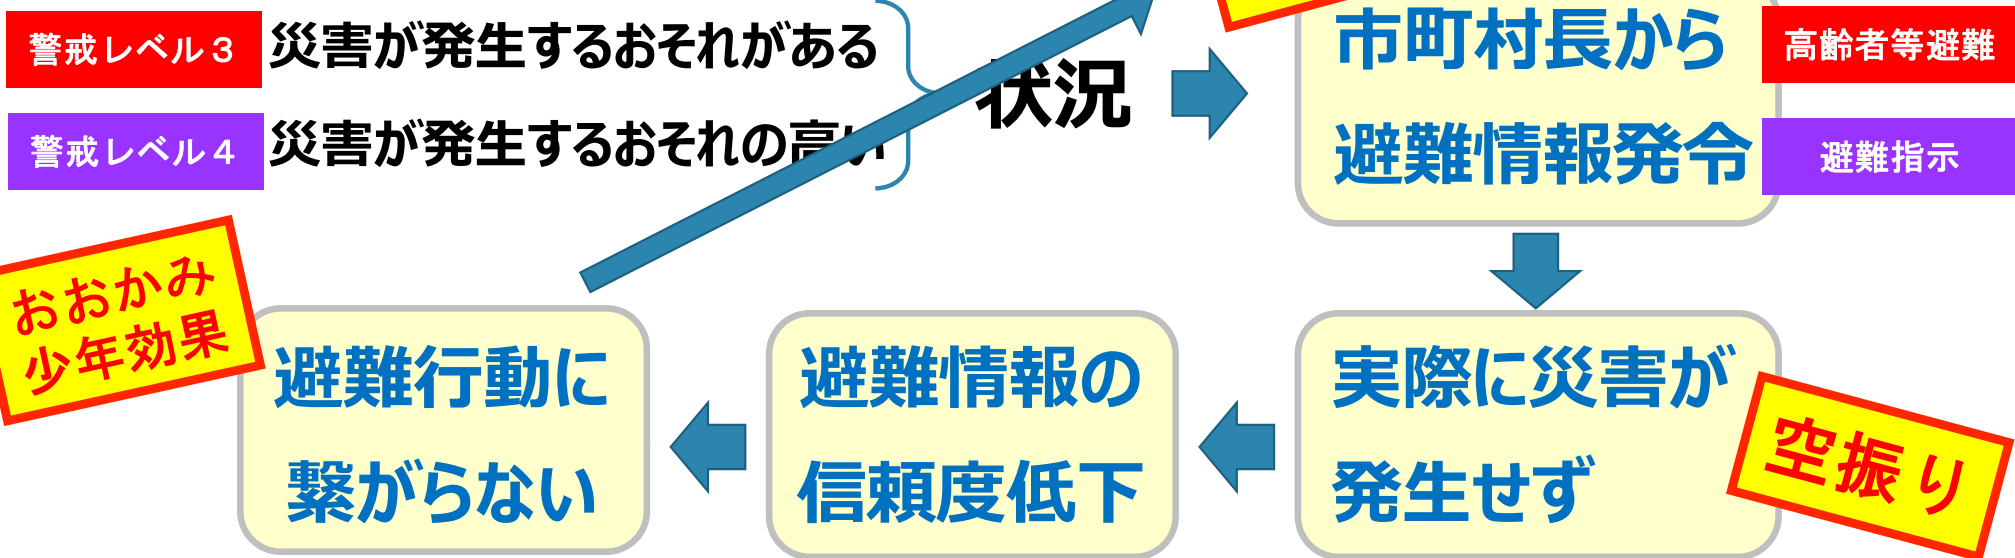 警戒レベル３
災害が発生するおそれがある
警戒レベル４
災害が発生するおそれの高い
状況
市町村長から
避難情報発令
高齢者等避難
避難指示
実際に災害が
発生せず
空振り
避難情報の
信頼度低下
避難行動に
繋がらない
おおかみ
少年効果